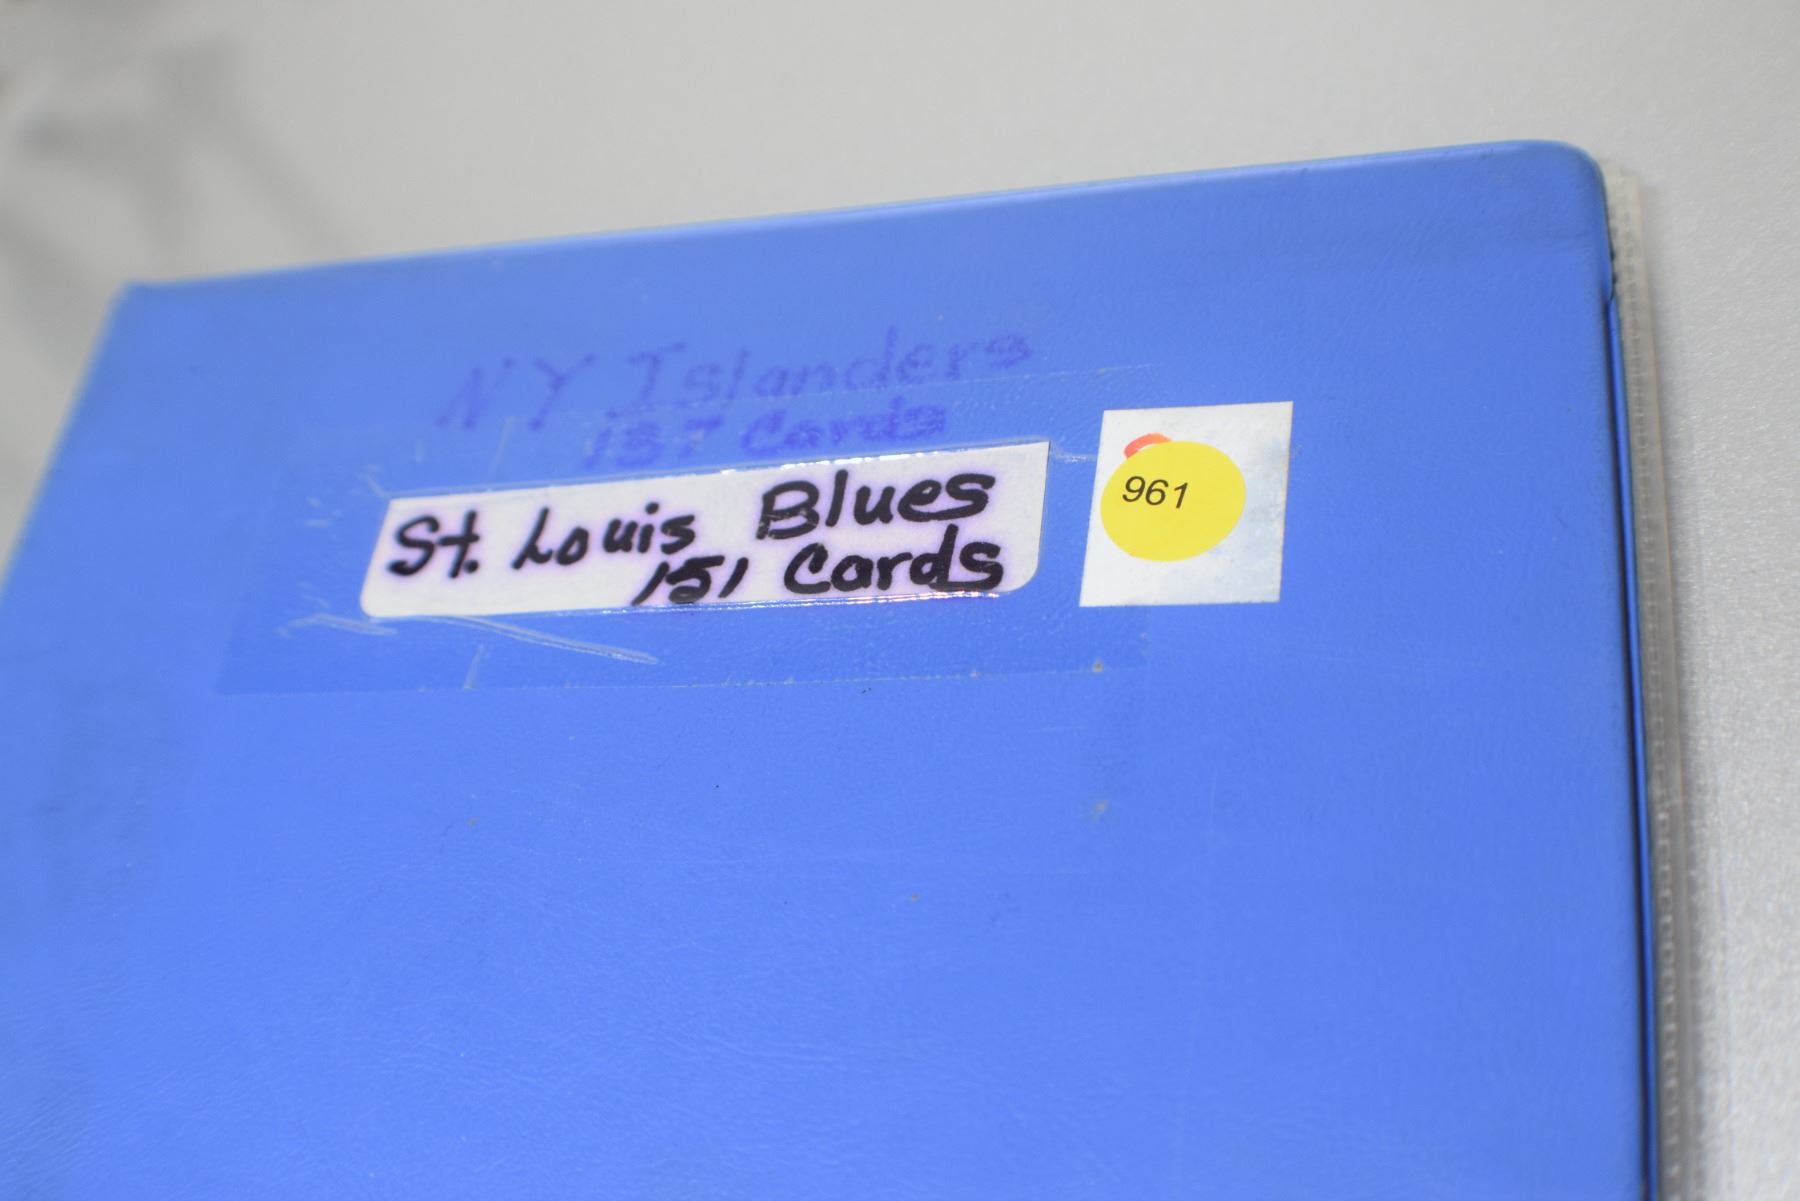 NY Islanders
137 Cards
St. Louis Blues
151 Cards
961